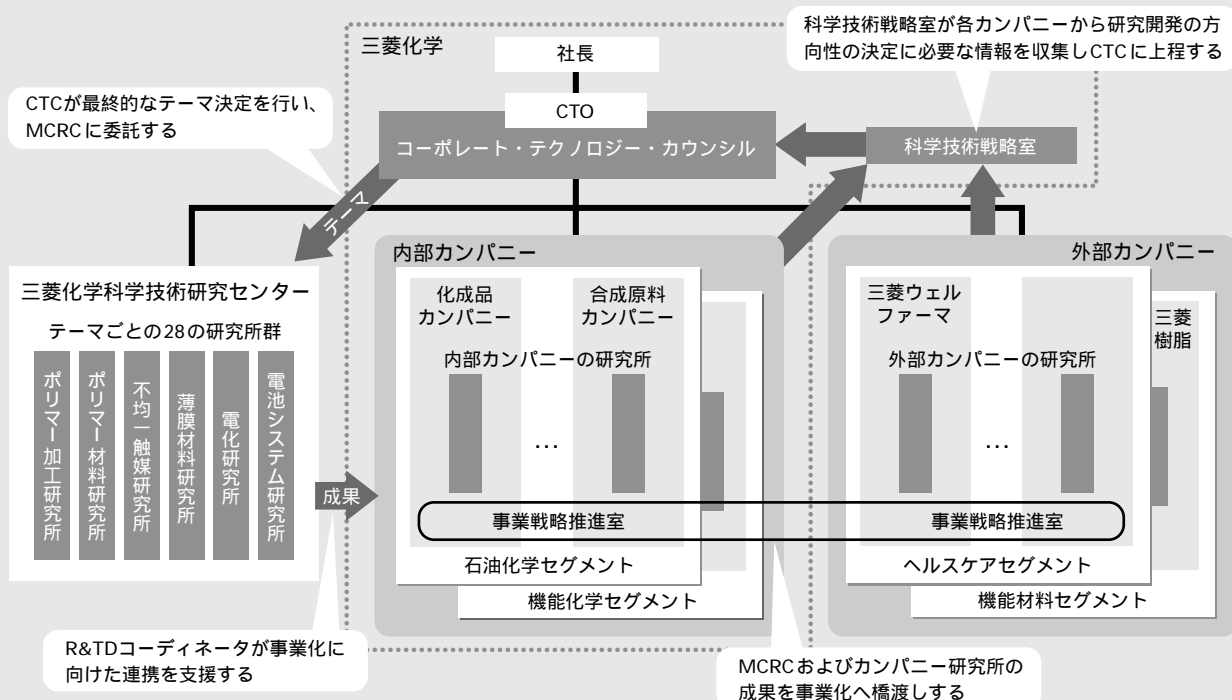 三菱化学
社長
CTO
コーポレート・テクノロジー・カウンシル
科学技術戦略室
科学技術戦略室が各カンパニーから研究開発の方
向性の決定に必要な情報を収集しCTCに上程する
CTCが最終的なテーマ決定を行い、
MCRCに委託する
テーマ
三菱化学科学技術研究センター
テーマごとの28の研究所群
ポリマー加工研究所
ポリマー材料研究所
不均一触媒研究所
薄膜材料研究所
電化研究所
電池システム研究所
成果
内部カンパニー
化成品
カンパニー
合成原料
カンパニー
内部カンパニーの研究所
…
事業戦略推進室
石油化学セグメント
機能化学セグメント
外部カンパニー
三菱ウェル
ファーマ
三菱
樹脂
外部カンパニーの研究所
…
事業戦略推進室
ヘルスケアセグメント
機能材料セグメント
R&TDコーディネータが事業化に
向けた連携を支援する
MCRCおよびカンパニー研究所の
成果を事業化へ橋渡しする